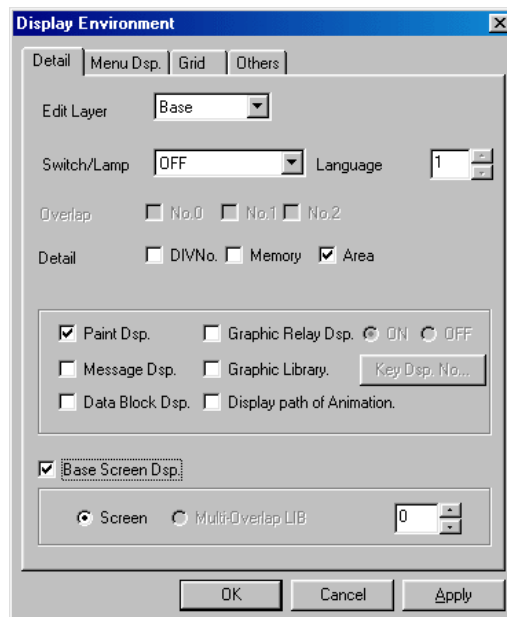 Display Environment
Detail Menu Dsp. Grid Others
Edit Layer Base
Switch/Lamp OFF Language 1
Overlap No.0 No.1 No.2
Detail DIVNo. Memory Area
Paint Dsp. Graphic Relay Dsp. ON OFF
Message Dsp. Graphic Library. Key Dsp. No...
Data Block Dsp. Display path of Animation.
Base Screen Dsp.
Screen Multi-Overlap LIB 0
OK Cancel Apply